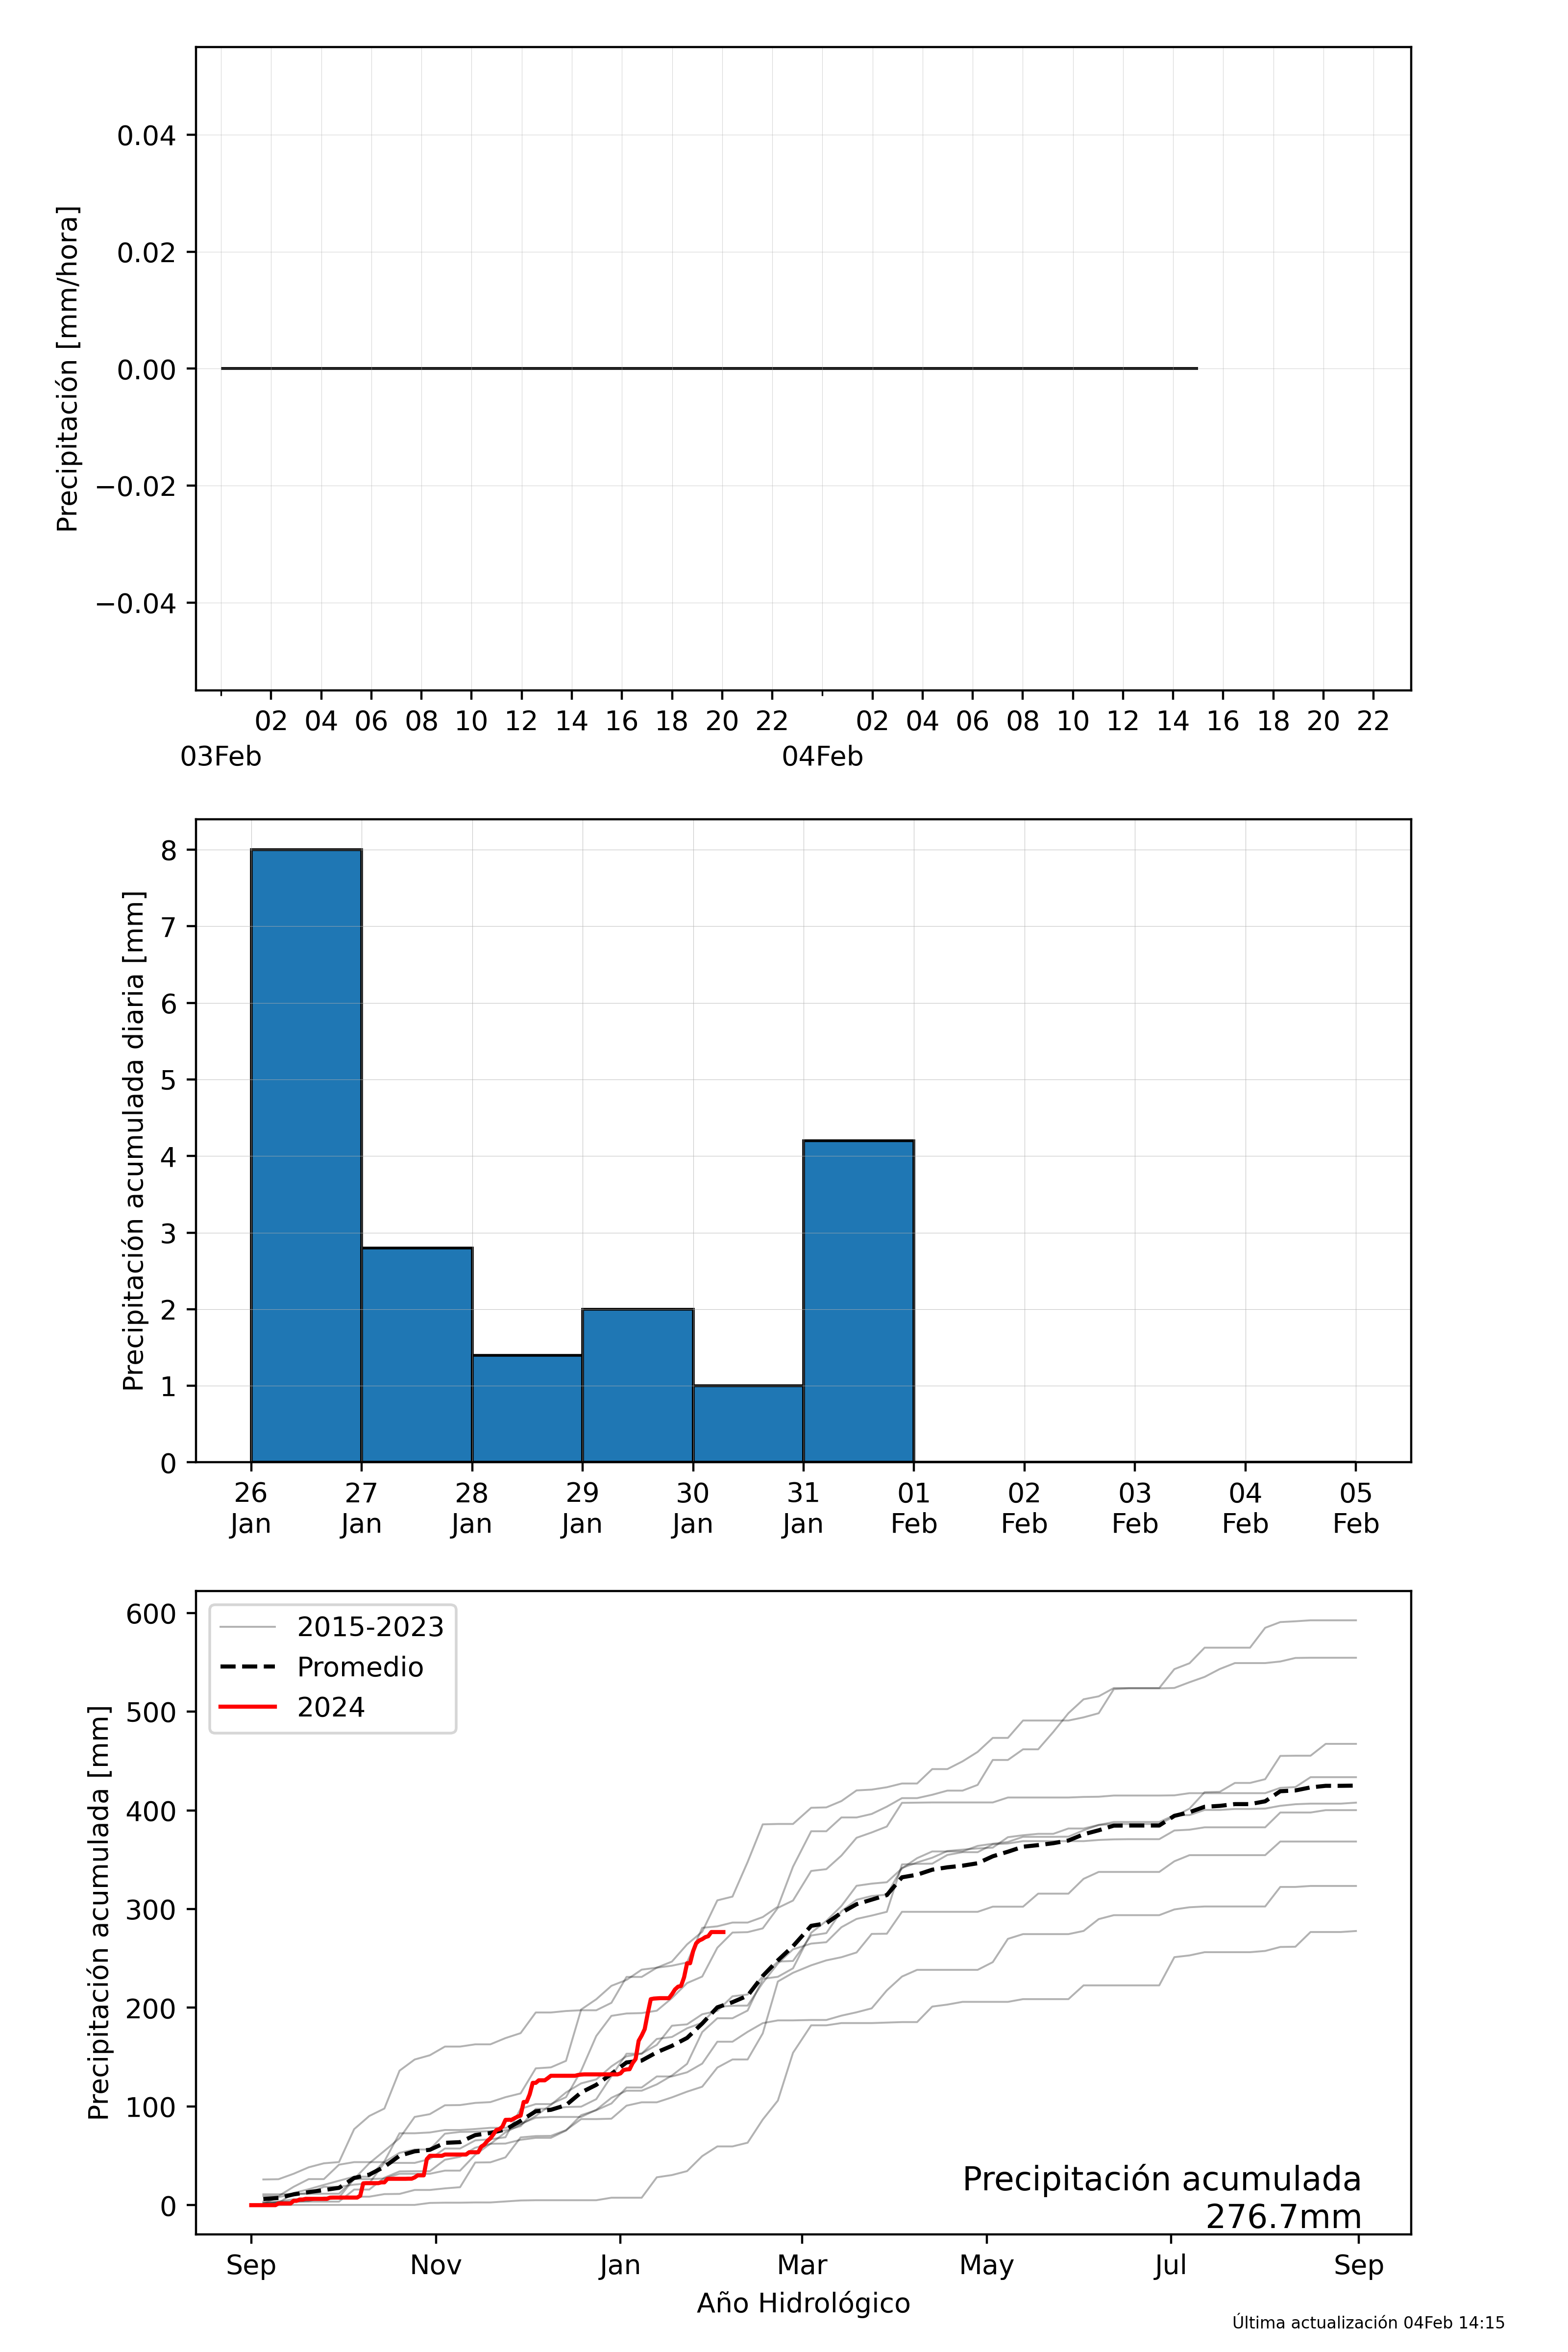 Precipitación [mm/hora]
0.04
0.02
0.00
−0.02
−0.04
02 04 06 08 10 12 14 16 18 20 22 02 04 06 08 10 12 14 16 18 20 22
03Feb 04Feb
Precipitación acumulada diaria [mm]
8
7
6
5
4
3
2
1
0
26 27 28 29 30 31 01 02 03 04 05
Jan Jan Jan Jan Jan Jan Feb Feb Feb Feb Feb
Precipitación acumulada [mm]
600
500
400
300
200
100
0
2015-2023
Promedio
2024
Precipitación acumulada
276.7mm
Sep Nov Jan Mar May Jul Sep
Año Hidrológico
Última actualización 04Feb 14:15